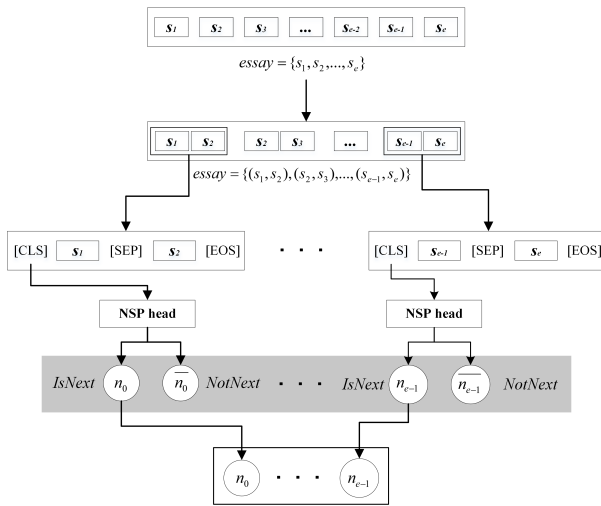 s₁ s₂ s₃ ... sₑ₋₂ sₑ₋₁ sₑ
essay = {s₁, s₂,..., sₑ}
s₁ s₂ s₂ s₃ ... sₑ₋₁ sₑ
essay = {(s₁, s₂), (s₂, s₃),..., (sₑ₋₁, sₑ)}
[CLS] s₁ [SEP] s₂ [EOS] · · · [CLS] sₑ₋₁ [SEP] sₑ [EOS]
NSP head NSP head
IsNext n₀ n̅₀ NotNext · · · IsNext nₑ₋₁ n̅ₑ₋₁ NotNext
n₀ · · · nₑ₋₁